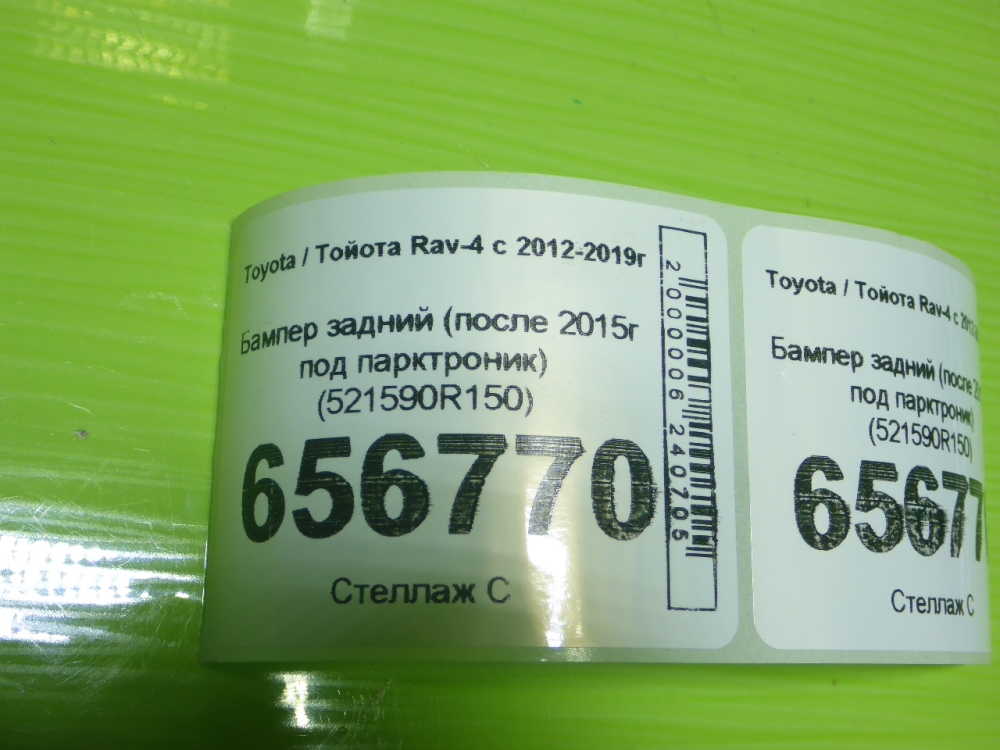 Toyota / Тойота Rav-4 с 2012-2019г
Бампер задний (после 2015г
под парктроник)
(521590R150)
656770
Стеллаж С
2000006240705
Toyota / Тойота Rav-4 с 2012
Бампер задний (после
под парктроник)
(521590R150)
65677
Стеллаж С